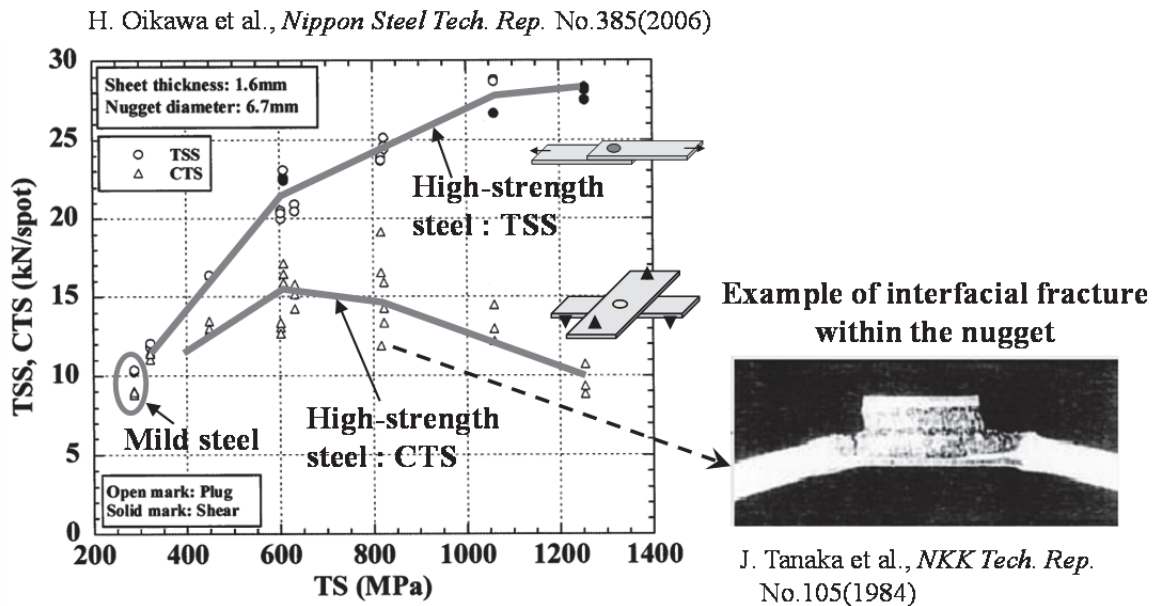 H. Oikawa et al., Nippon Steel Tech. Rep. No.385(2006)
30
25
20
15
10
5
0
TSS, CTS (kN/spot)
Sheet thickness: 1.6mm
Nugget diameter: 6.7mm
TSS
CTS
High-strength
steel : TSS
High-strength
steel : CTS
Mild steel
Open mark: Plug
Solid mark: Shear
200 400 600 800 1000 1200 1400
TS (MPa)
Example of interfacial fracture
within the nugget
J. Tanaka et al., NKK Tech. Rep.
No.105(1984)